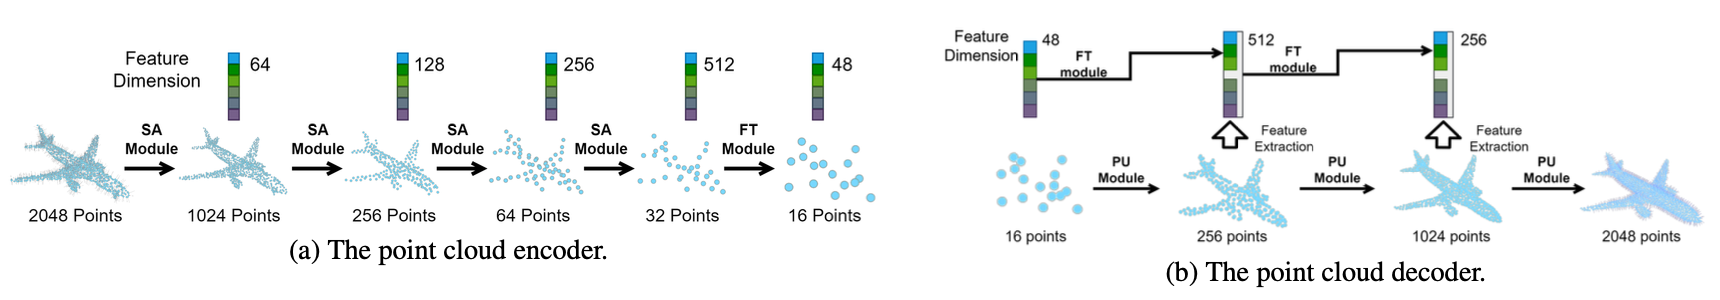 Feature
Dimension
64
128
256
512
48
SA
Module
SA
Module
SA
Module
SA
Module
FT
Module
2048 Points
1024 Points
256 Points
64 Points
32 Points
16 Points
(a) The point cloud encoder.
Feature
Dimension
48
FT
module
512
FT
module
256
Feature
Extraction
Feature
Extraction
PU
Module
PU
Module
PU
Module
16 points
256 points
1024 points
2048 points
(b) The point cloud decoder.